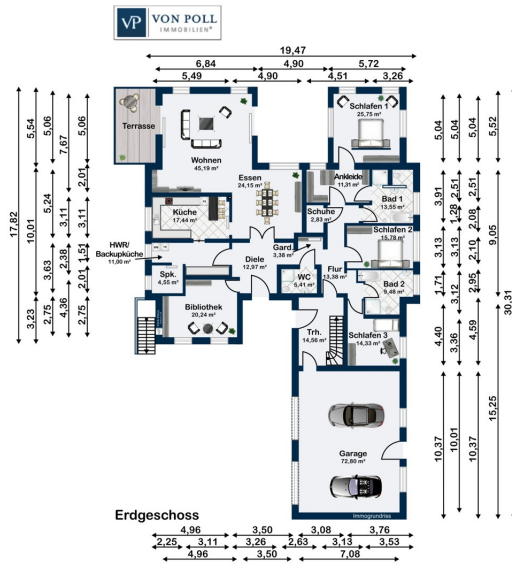 VP VON POLL
IMMOBILIEN®
19,47
6,84 4,90 5,72
5,49 4,90 4,51 3,26
Terrasse
Wohnen
45,19 m²
Essen
24,15 m²
Schlafen 1
25,75 m²
Ankleide
11,31 m²
Bad 1
13,55 m²
Schuhe
2,83 m²
Küche
17,44 m²
Schlafen 2
15,78 m²
HWR/
Backupküche
11,00 m²
Gard.
3,38 m²
Diele
12,97 m²
Flur
13,38 m²
WC
5,41 m²
Spk.
4,55 m²
Bad 2
9,48 m²
Bibliothek
20,24 m²
Trh.
14,56 m²
Schlafen 3
14,33 m²
Garage
72,80 m²
Immogrundriss
17,82
5,54
10,01
3,23
5,06
5,24
3,63
2,75
7,67
3,11
2,38
4,36
5,06
2,01
3,11
1,51
2,01
2,75
5,04
3,91
3,13
1,71
4,40
10,37
5,04
2,51
1,28
3,13
3,12
3,36
10,01
5,04
2,51
2,08
2,10
2,95
4,59
10,37
5,52
9,05
15,25
30,31
Erdgeschoss
4,96 3,50 3,08 3,76
2,25 3,11 3,26 2,63 3,13 3,53
4,96 3,50 7,08